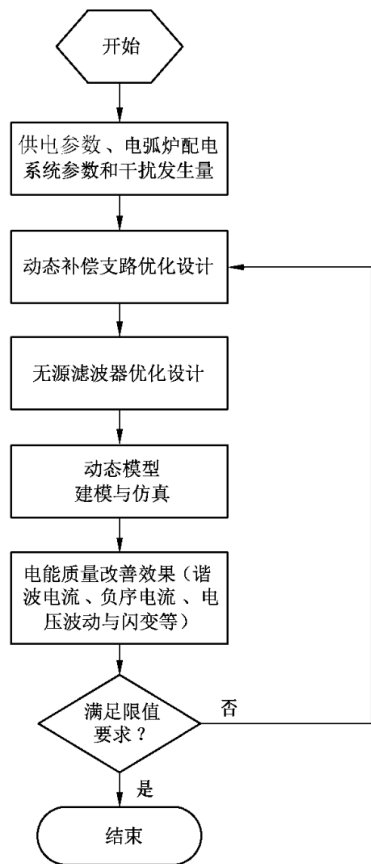 开始
供电参数、电弧炉配电
系统参数和干扰发生量
动态补偿支路优化设计
无源滤波器优化设计
动态模型
建模与仿真
电能质量改善效果（谐
波电流、负序电流、电
压波动与闪变等）
满足限值
要求？
否
是
结束